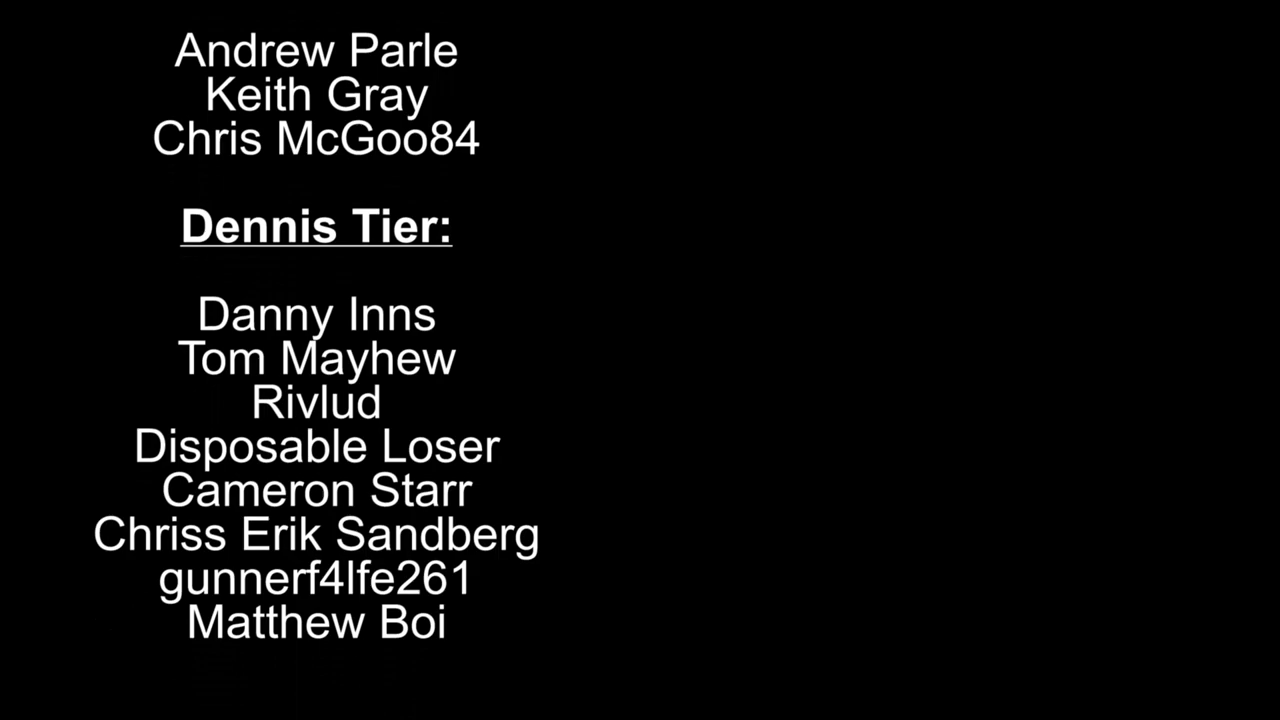 Andrew Parle
Keith Gray
Chris McGoo84
Dennis Tier:
Danny Inns
Tom Mayhew
Rivlud
Disposable Loser
Cameron Starr
Chriss Erik Sandberg
gunnerf4lfe261
Matthew Boi